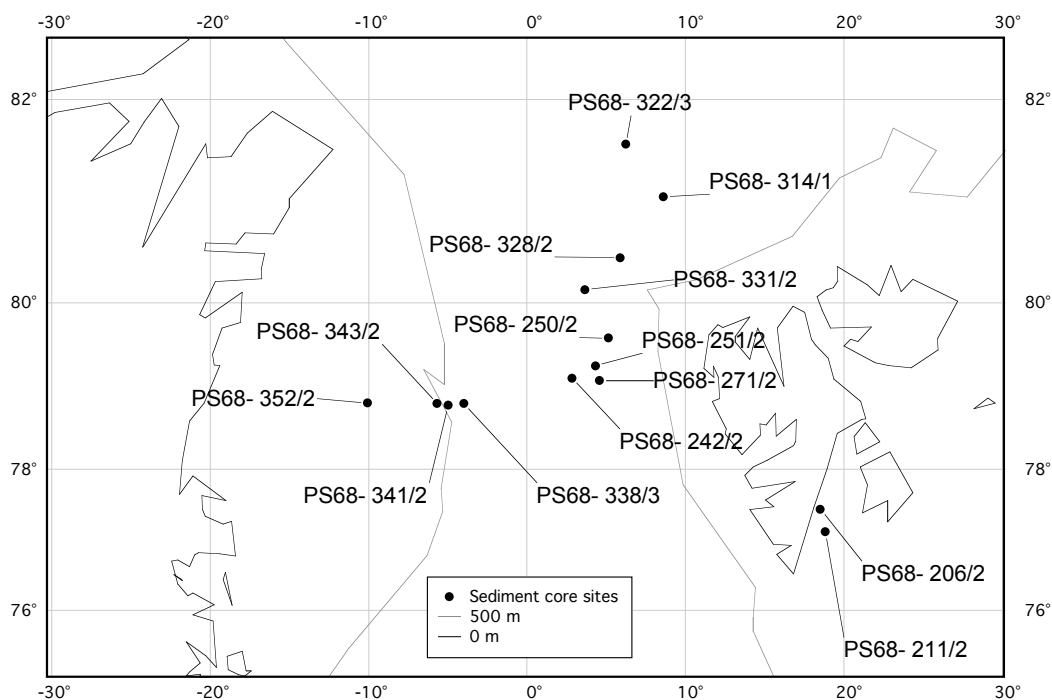 -30° -20° -10° 0° 10° 20° 30°
82° 82°
PS68- 322/3
PS68- 314/1
PS68- 328/2
PS68- 331/2
80° 80°
PS68- 250/2
PS68- 343/2
PS68- 251/2
PS68- 271/2
PS68- 352/2
PS68- 242/2
78° 78°
PS68- 341/2
PS68- 338/3
PS68- 206/2
Sediment core sites
500 m
0 m
76° 76°
PS68- 211/2
-30° -20° -10° 0° 10° 20° 30°